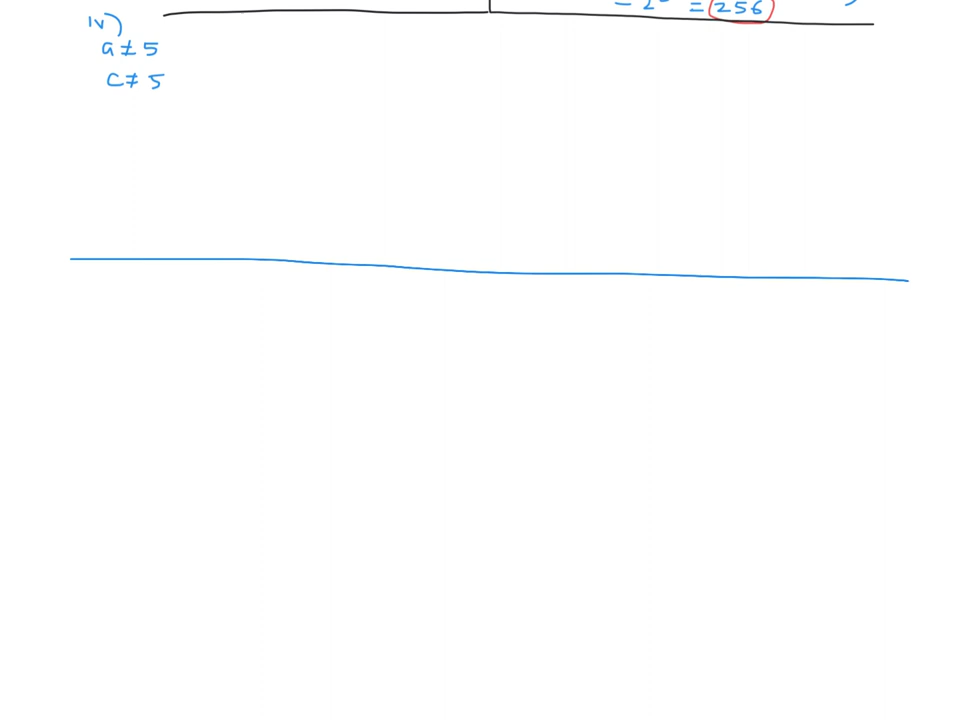 = 256
iv)
a ≠ 5
c ≠ 5